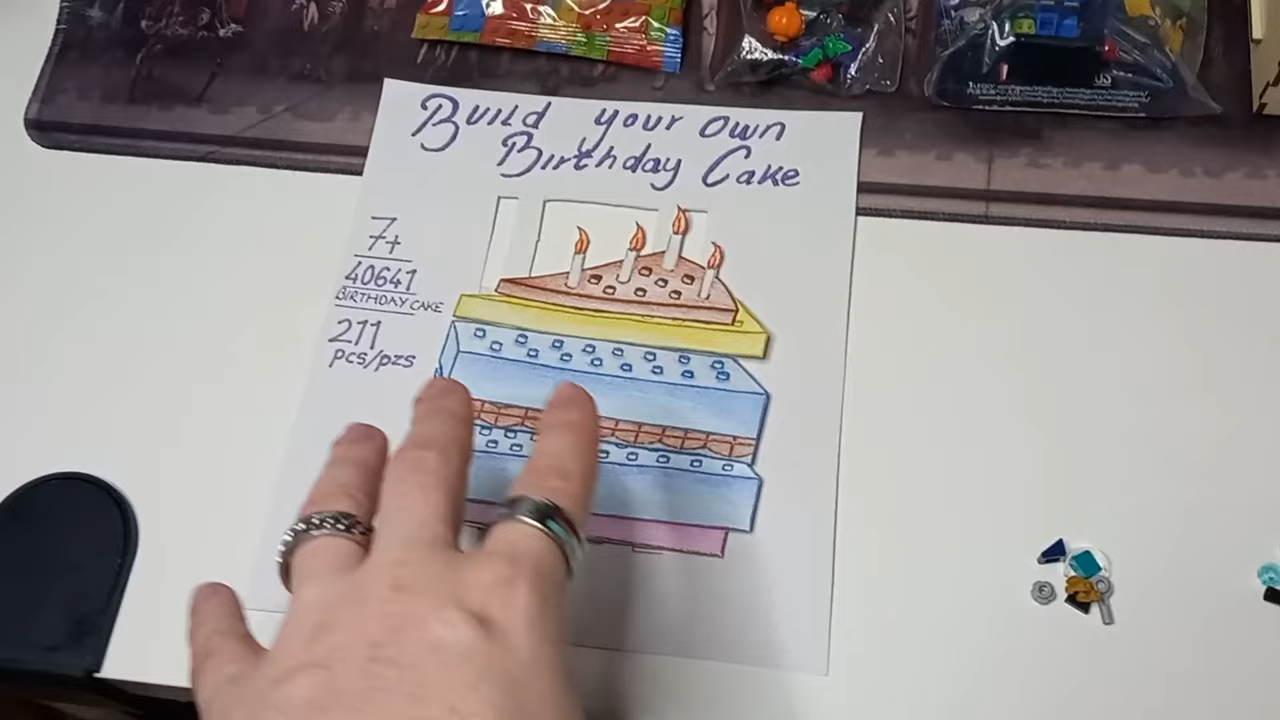 Build your own
Birthday Cake
7+
40641
BIRTHDAY CAKE
211
pcs/pzs